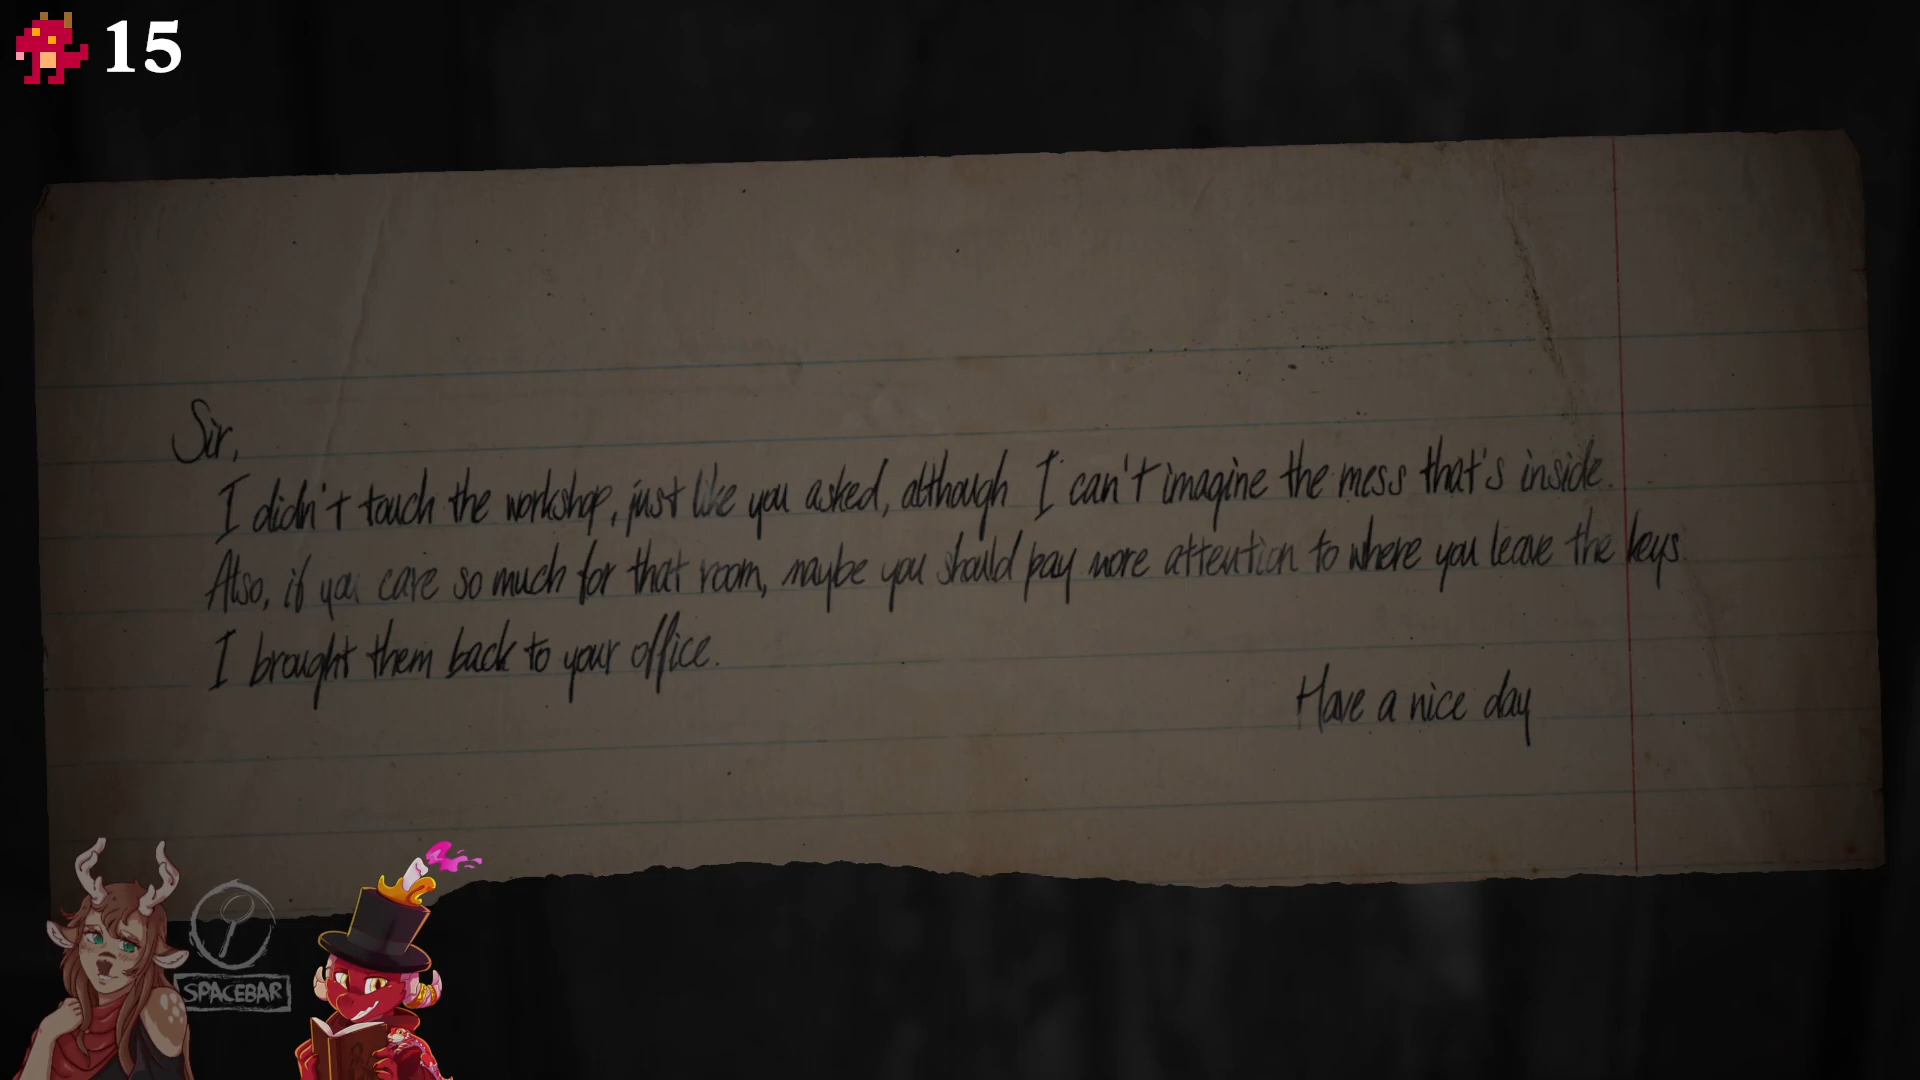 15
Sir,
I didn't touch the workshop, just like you asked, although I can't imagine the mess that's inside.
Also, if you care so much for that room, maybe you should pay more attention to where you leave the keys
I brought them back to your office.
Have a nice day
SPACEBAR